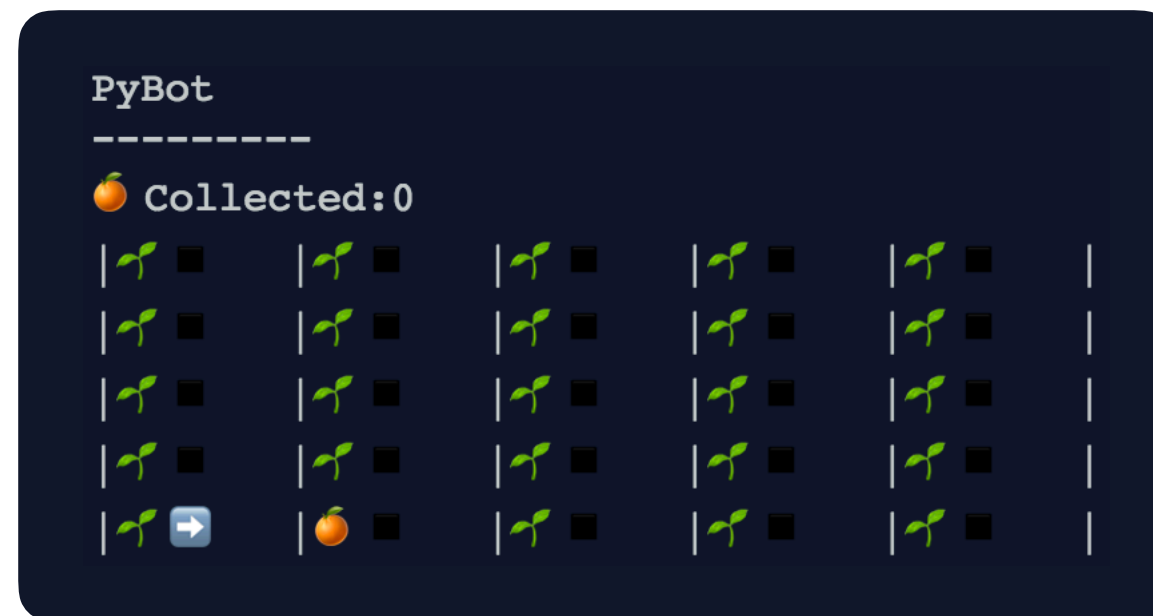 PyBot
---------
🍊 Collected:0
|🌱◾ |🌱◾ |🌱◾ |🌱◾ |🌱◾ |
|🌱◾ |🌱◾ |🌱◾ |🌱◾ |🌱◾ |
|🌱◾ |🌱◾ |🌱◾ |🌱◾ |🌱◾ |
|🌱◾ |🌱◾ |🌱◾ |🌱◾ |🌱◾ |
|🌱➡️ |🍊◾ |🌱◾ |🌱◾ |🌱◾ |